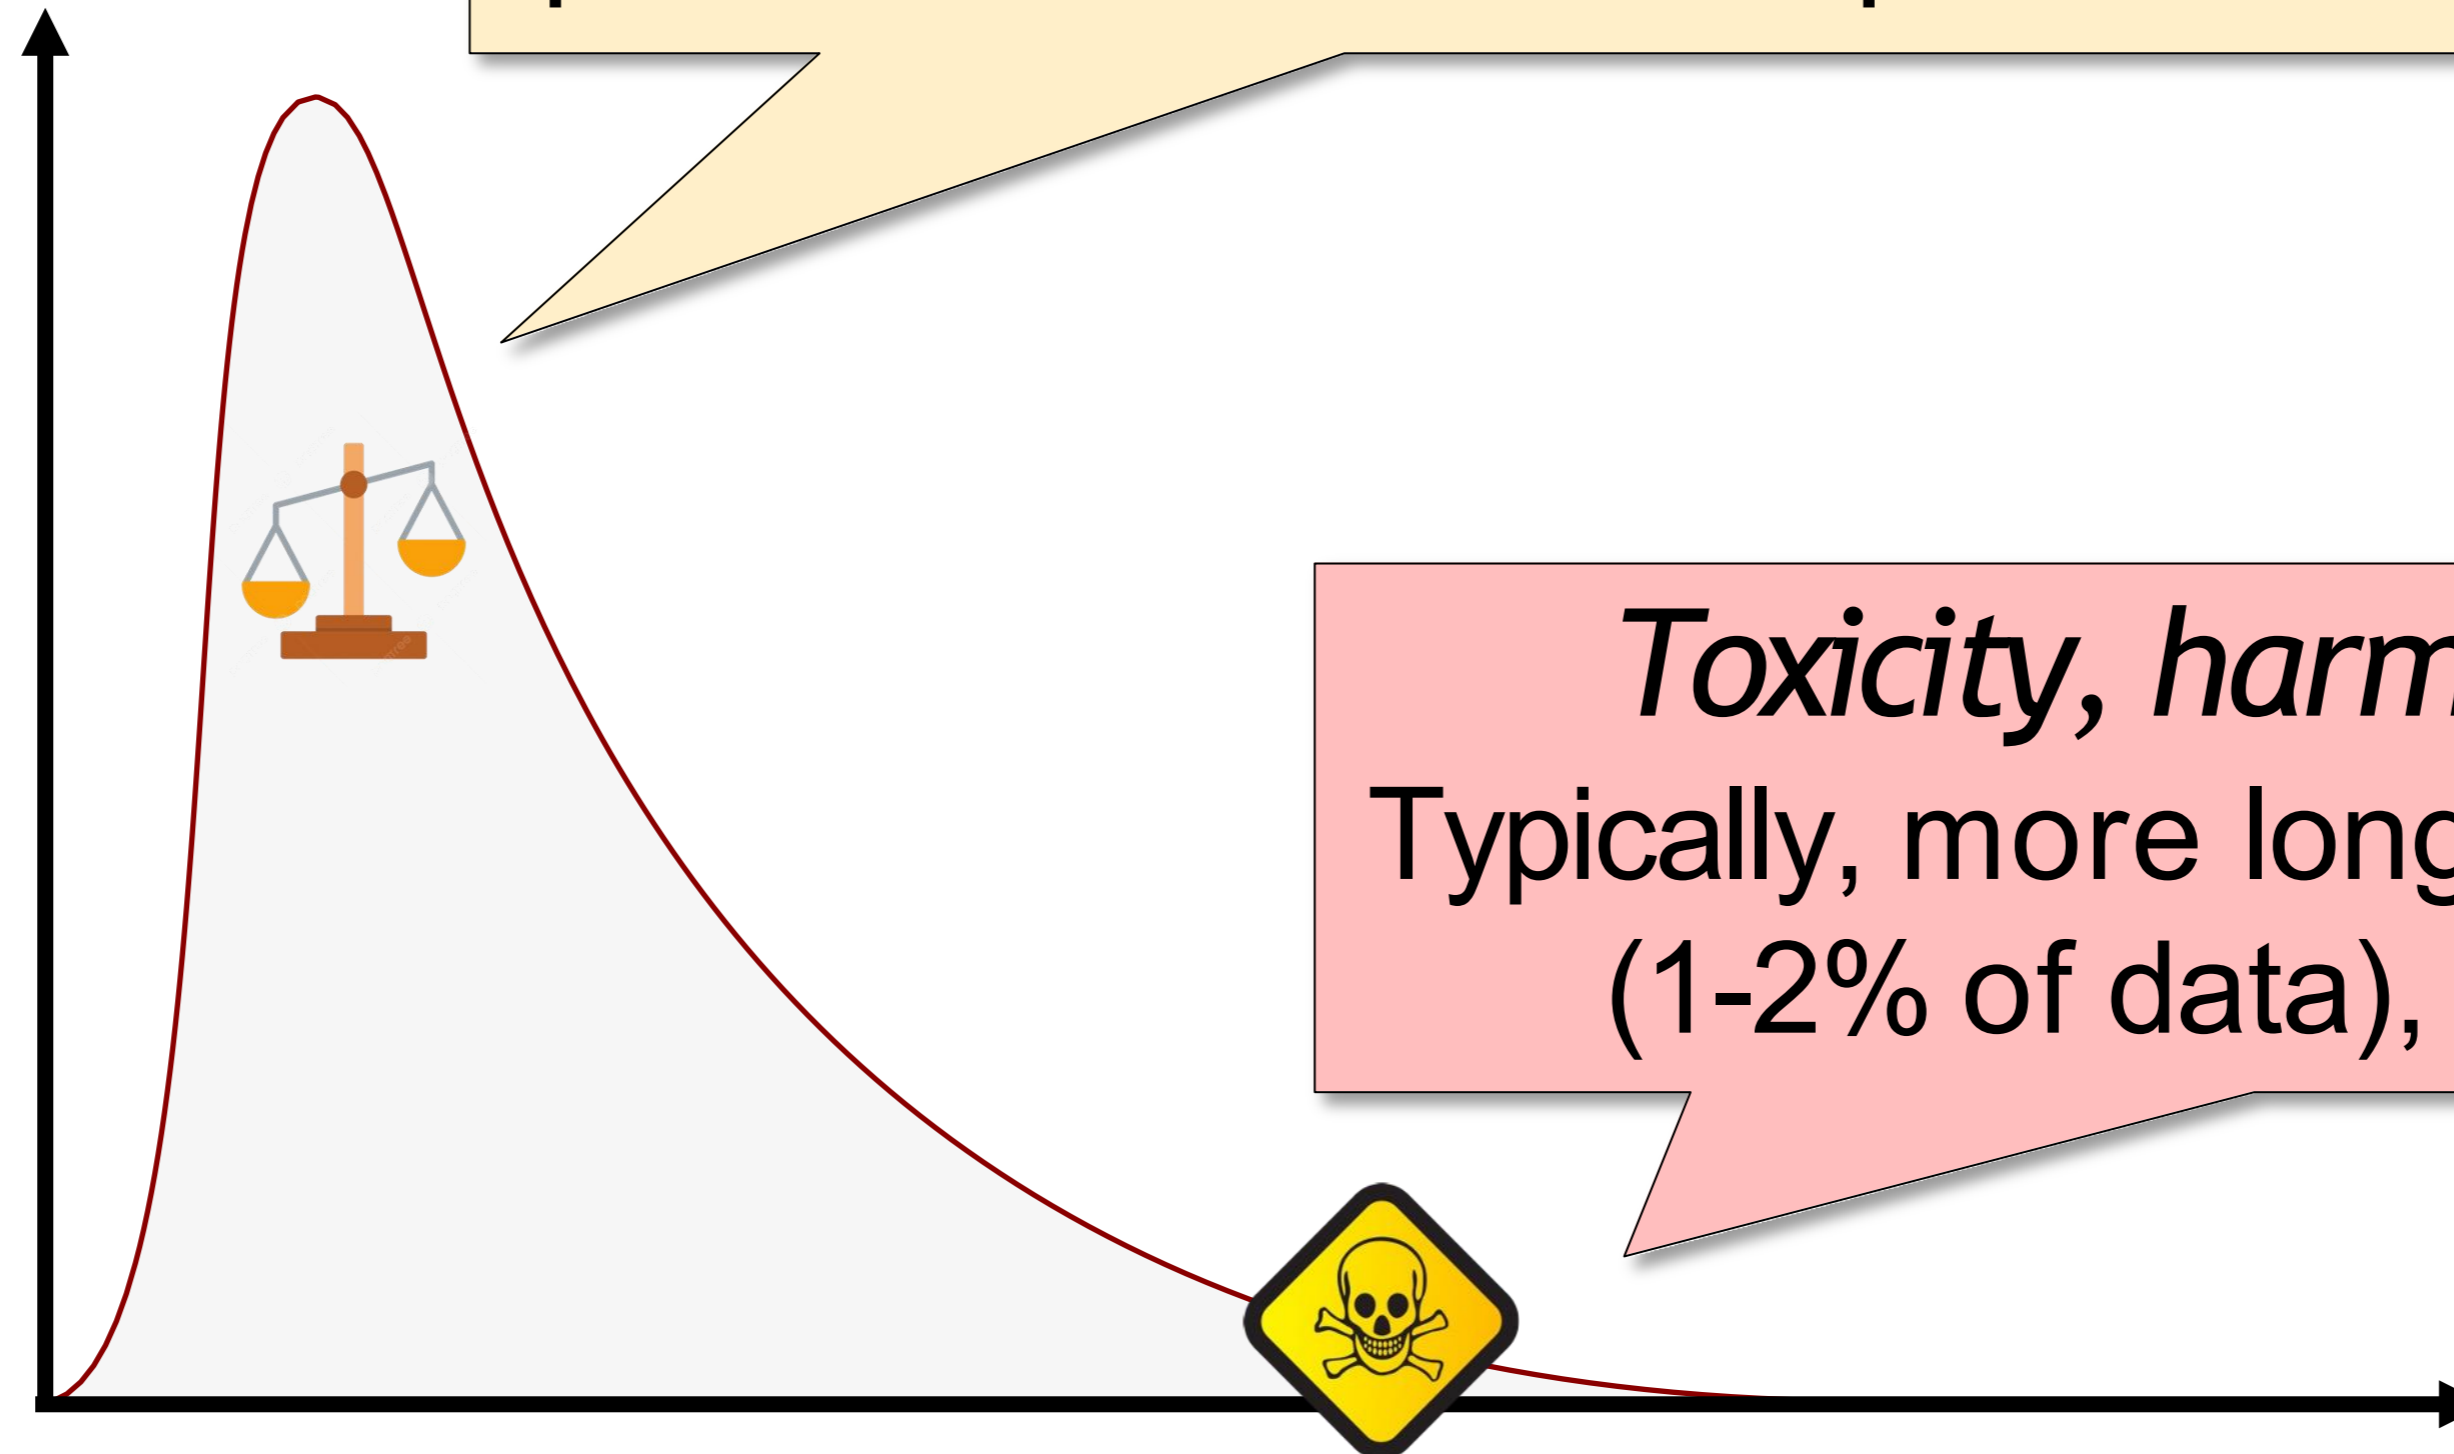 Toxicity, harm
Typically, more long
(1-2% of data),